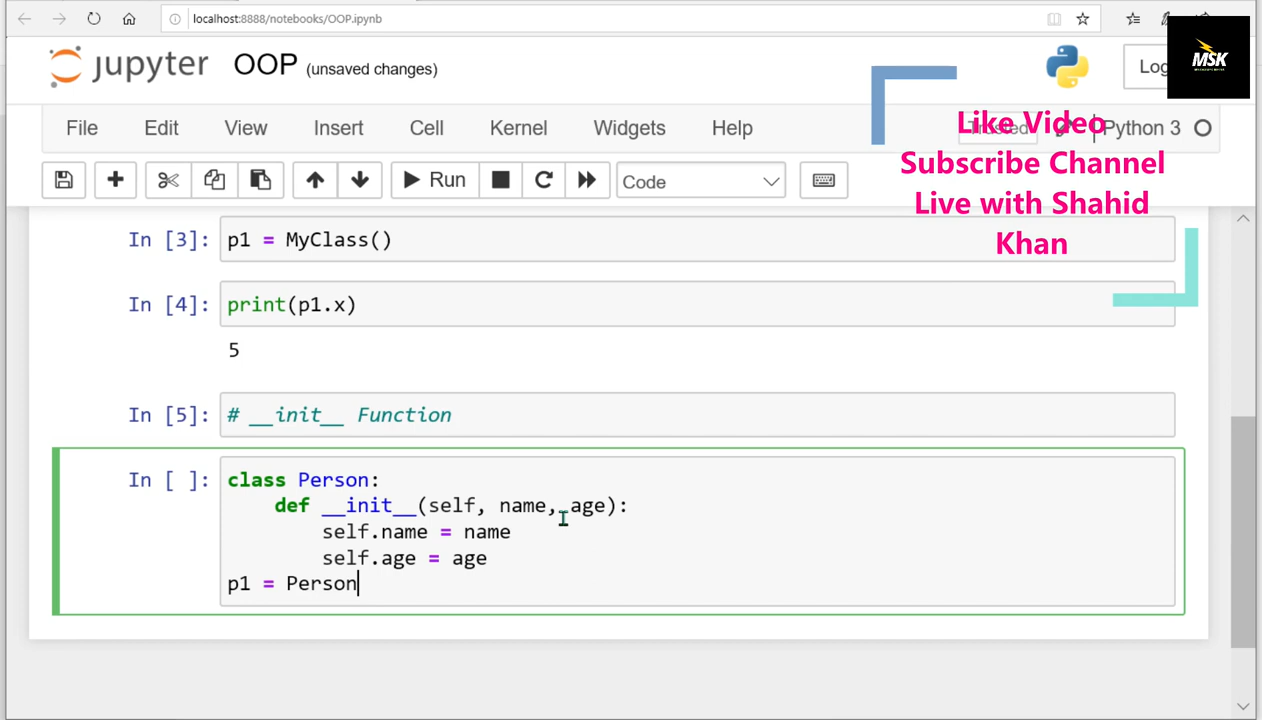 localhost:8888/notebooks/OOP.ipynb
MSK
jupyter OOP (unsaved changes)
Like Video
Subscribe Channel
Live with Shahid
Khan
File Edit View Insert Cell Kernel Widgets Help Trusted Python 3
Run Code
In [3]: p1 = MyClass()
In [4]: print(p1.x)
5
In [5]: # __init__ Function
In [ ]: class Person:
def __init__(self, name, age):
self.name = name
self.age = age
p1 = Person